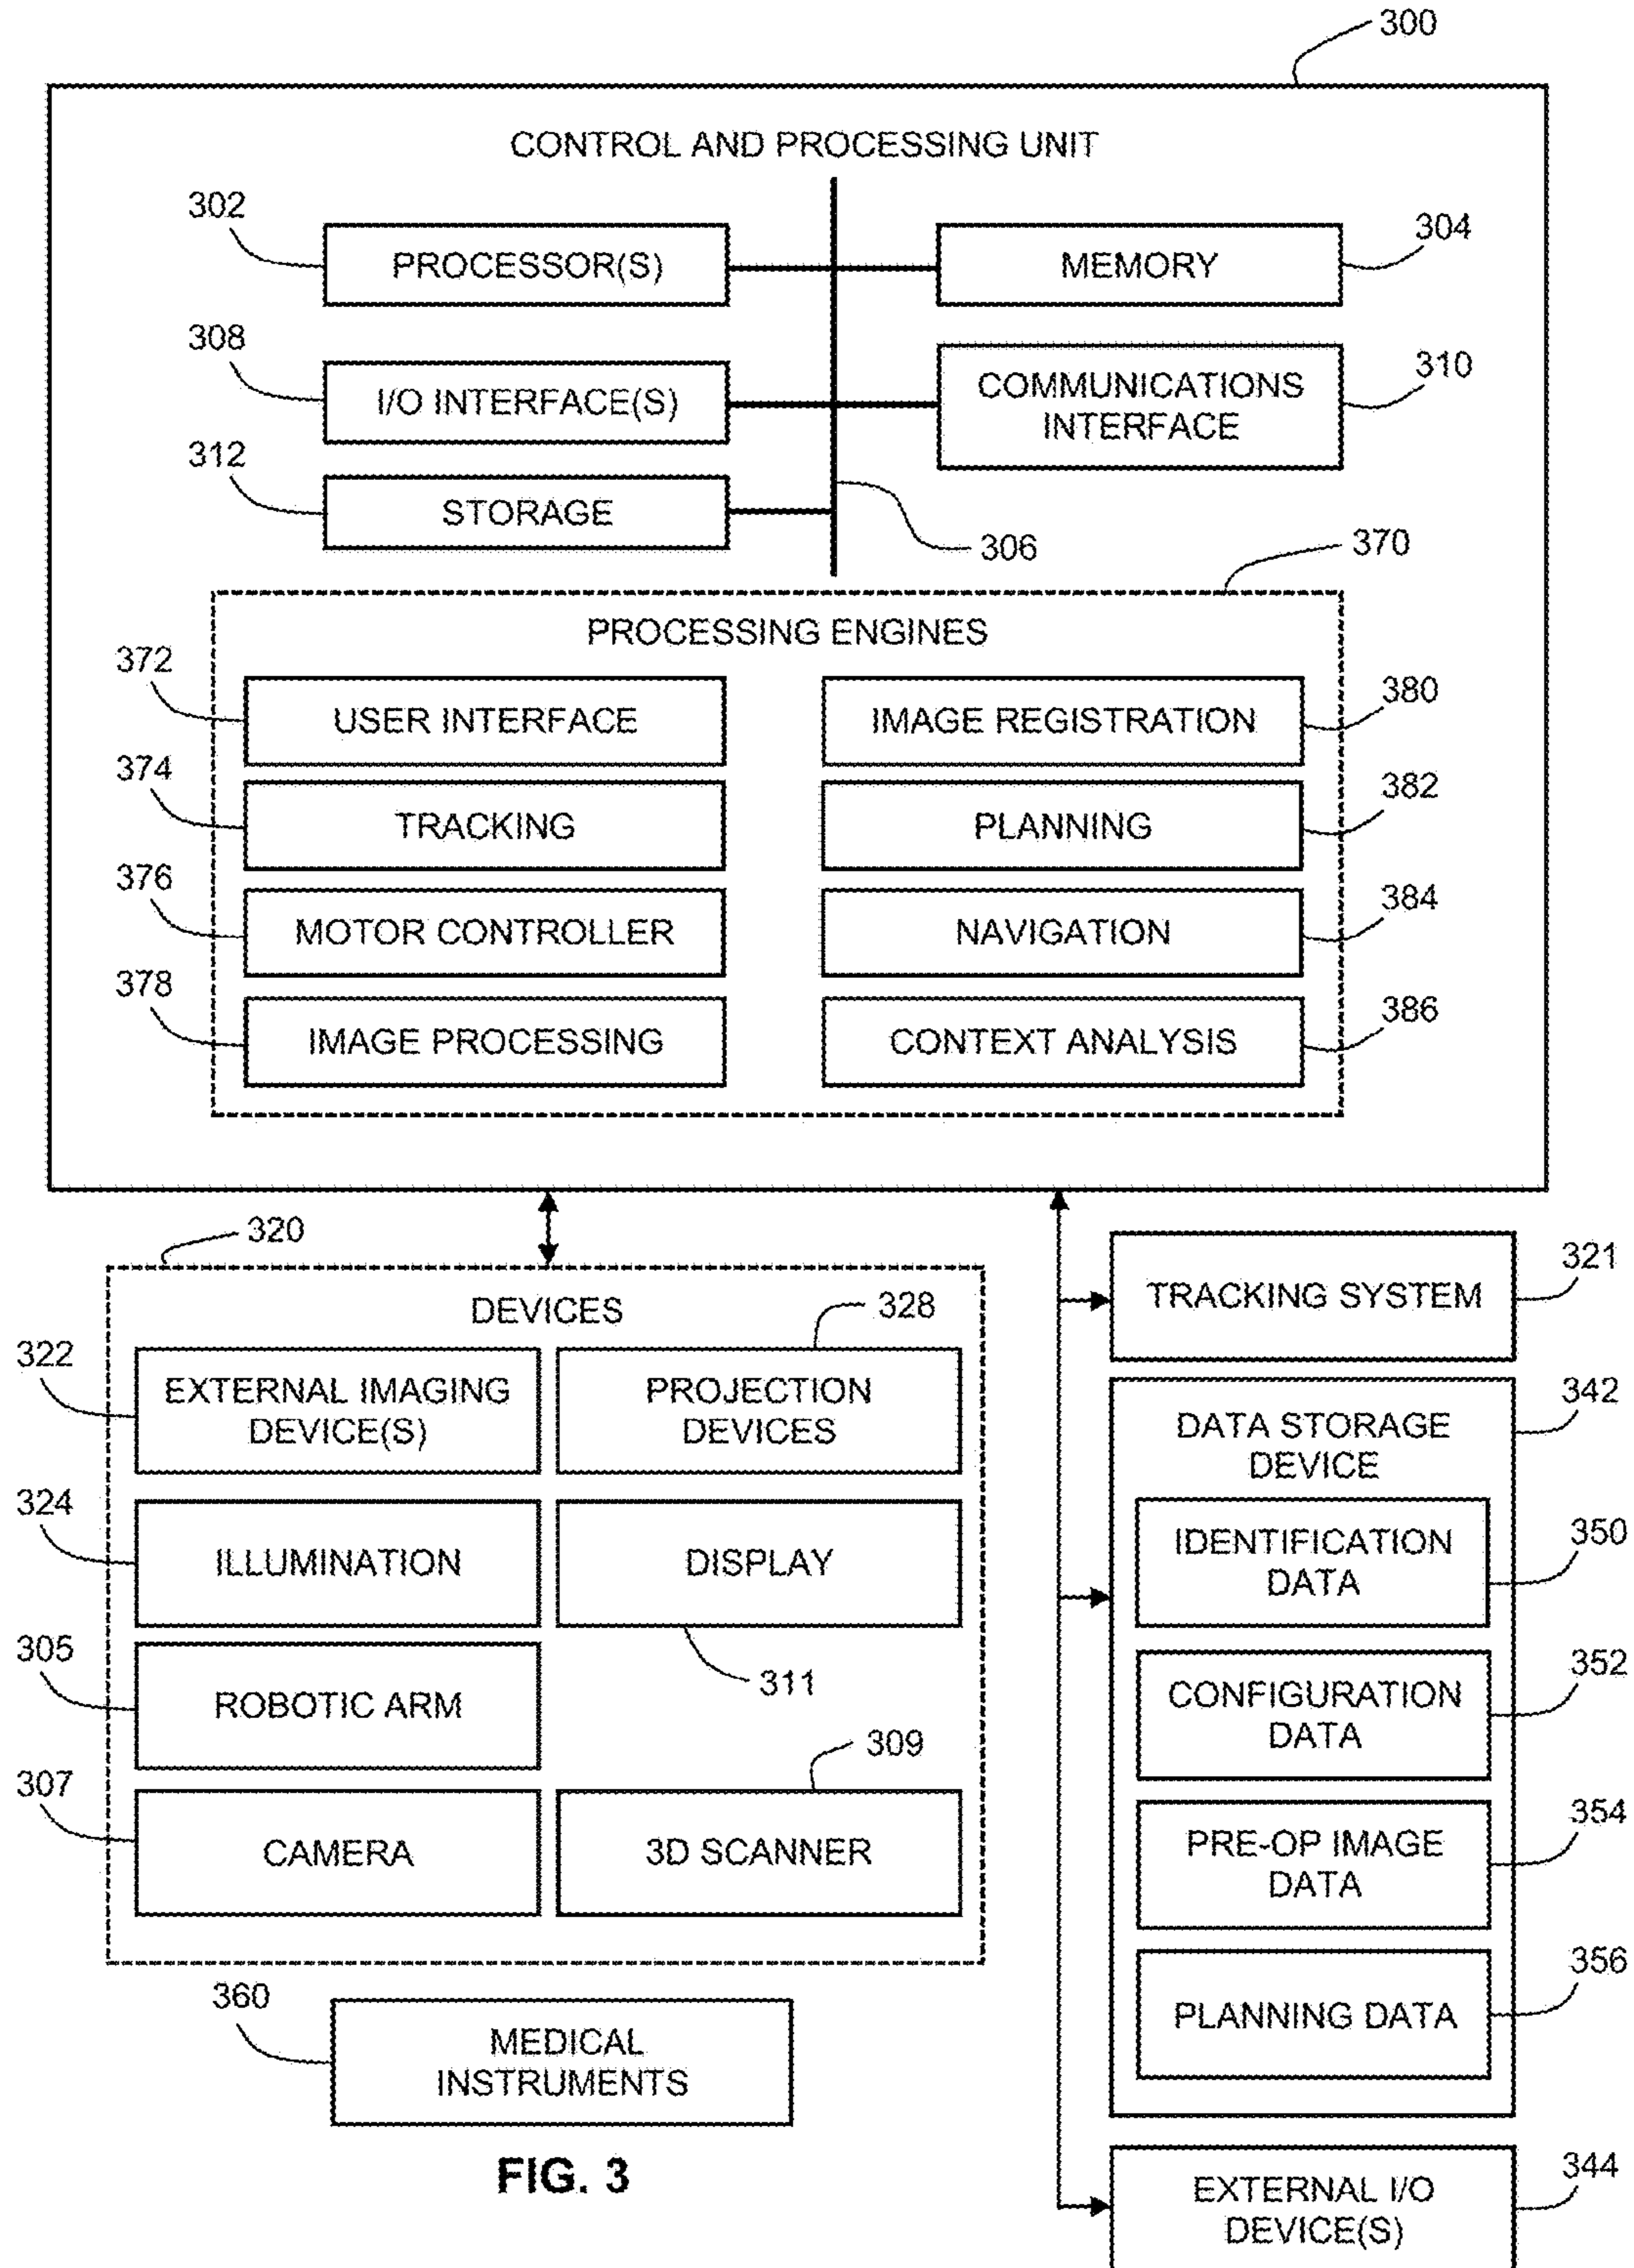 300
CONTROL AND PROCESSING UNIT
302
PROCESSOR(S)
MEMORY
304
308
I/O INTERFACE(S)
COMMUNICATIONS
INTERFACE
310
312
STORAGE
306
370
PROCESSING ENGINES
372
USER INTERFACE
IMAGE REGISTRATION
380
374
TRACKING
PLANNING
382
376
MOTOR CONTROLLER
NAVIGATION
384
378
IMAGE PROCESSING
CONTEXT ANALYSIS
386
320
DEVICES
328
322
EXTERNAL IMAGING
DEVICE(S)
PROJECTION
DEVICES
324
ILLUMINATION
DISPLAY
311
305
ROBOTIC ARM
309
307
CAMERA
3D SCANNER
360
MEDICAL
INSTRUMENTS
TRACKING SYSTEM
321
342
DATA STORAGE
DEVICE
IDENTIFICATION
DATA
350
CONFIGURATION
DATA
352
PRE-OP IMAGE
DATA
354
PLANNING DATA
356
EXTERNAL I/O
DEVICE(S)
344
FIG. 3